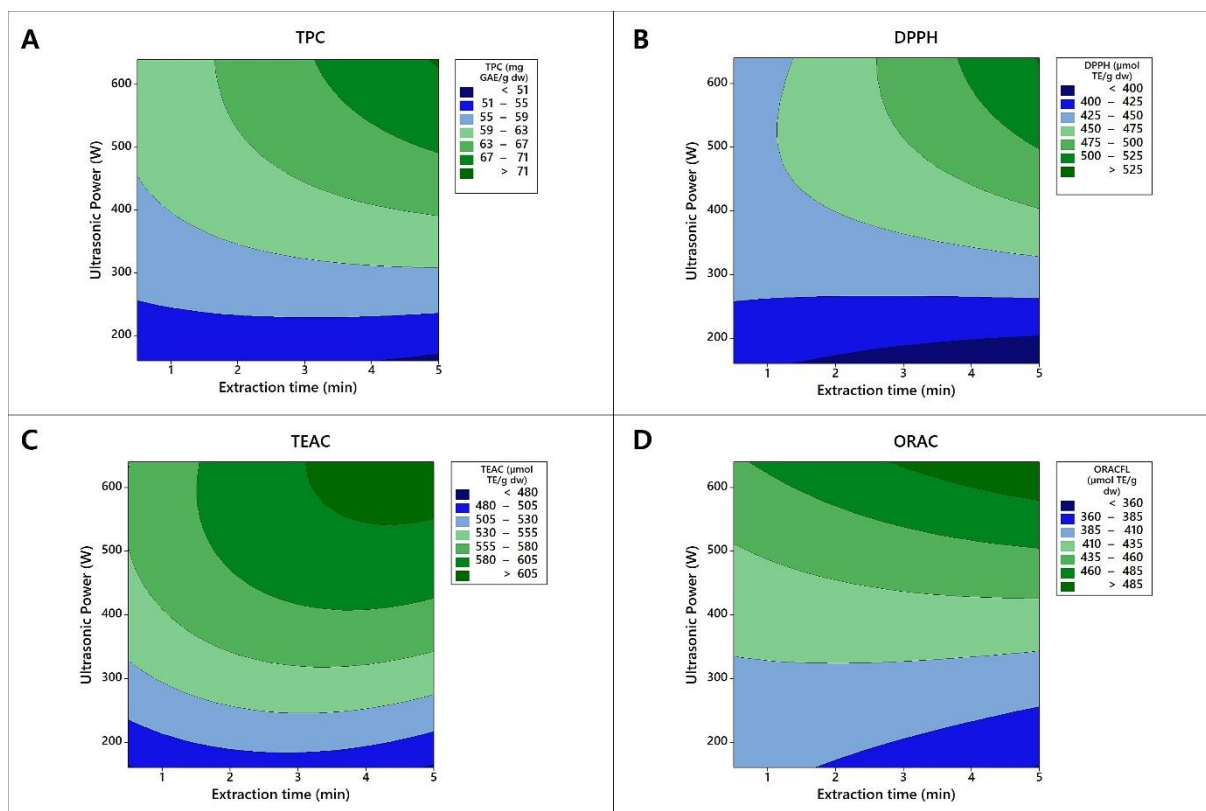 A
TPC
TPC (mg
GAE/g dw)
< 51
51 – 55
55 – 59
59 – 63
63 – 67
67 – 71
> 71
600
500
400
300
200
Ultrasonic Power (W)
1 2 3 4 5
Extraction time (min)
B
DPPH
DPPH (µmol
TE/g dw)
< 400
400 – 425
425 – 450
450 – 475
475 – 500
500 – 525
> 525
600
500
400
300
200
Ultrasonic Power (W)
1 2 3 4 5
Extraction time (min)
C
TEAC
TEAC (µmol
TE/g dw)
< 480
480 – 505
505 – 530
530 – 555
555 – 580
580 – 605
> 605
600
500
400
300
200
Ultrasonic Power (W)
1 2 3 4 5
Extraction time (min)
D
ORAC
ORACFL
(µmol TE/g
dw)
< 360
360 – 385
385 – 410
410 – 435
435 – 460
460 – 485
> 485
600
500
400
300
200
Ultrasonic Power (W)
1 2 3 4 5
Extraction time (min)